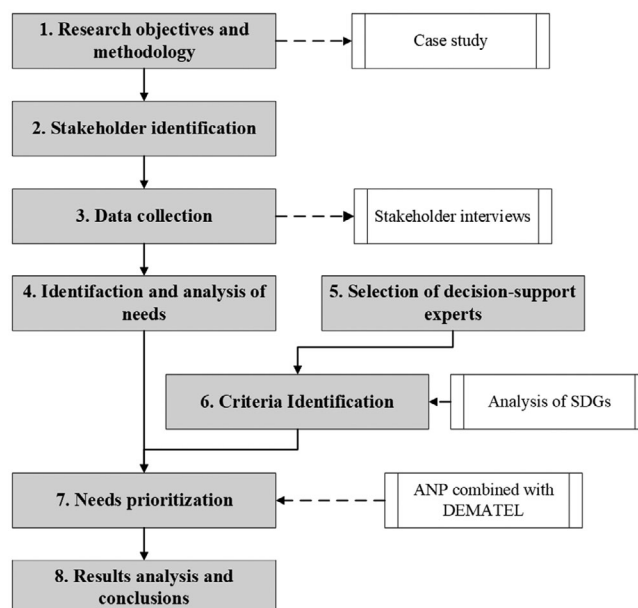 1. Research objectives and
methodology
Case study
2. Stakeholder identification
3. Data collection
Stakeholder interviews
4. Identifaction and analysis of
needs
5. Selection of decision-support
experts
6. Criteria Identification
Analysis of SDGs
7. Needs prioritization
ANP combined with
DEMATEL
8. Results analysis and
conclusions